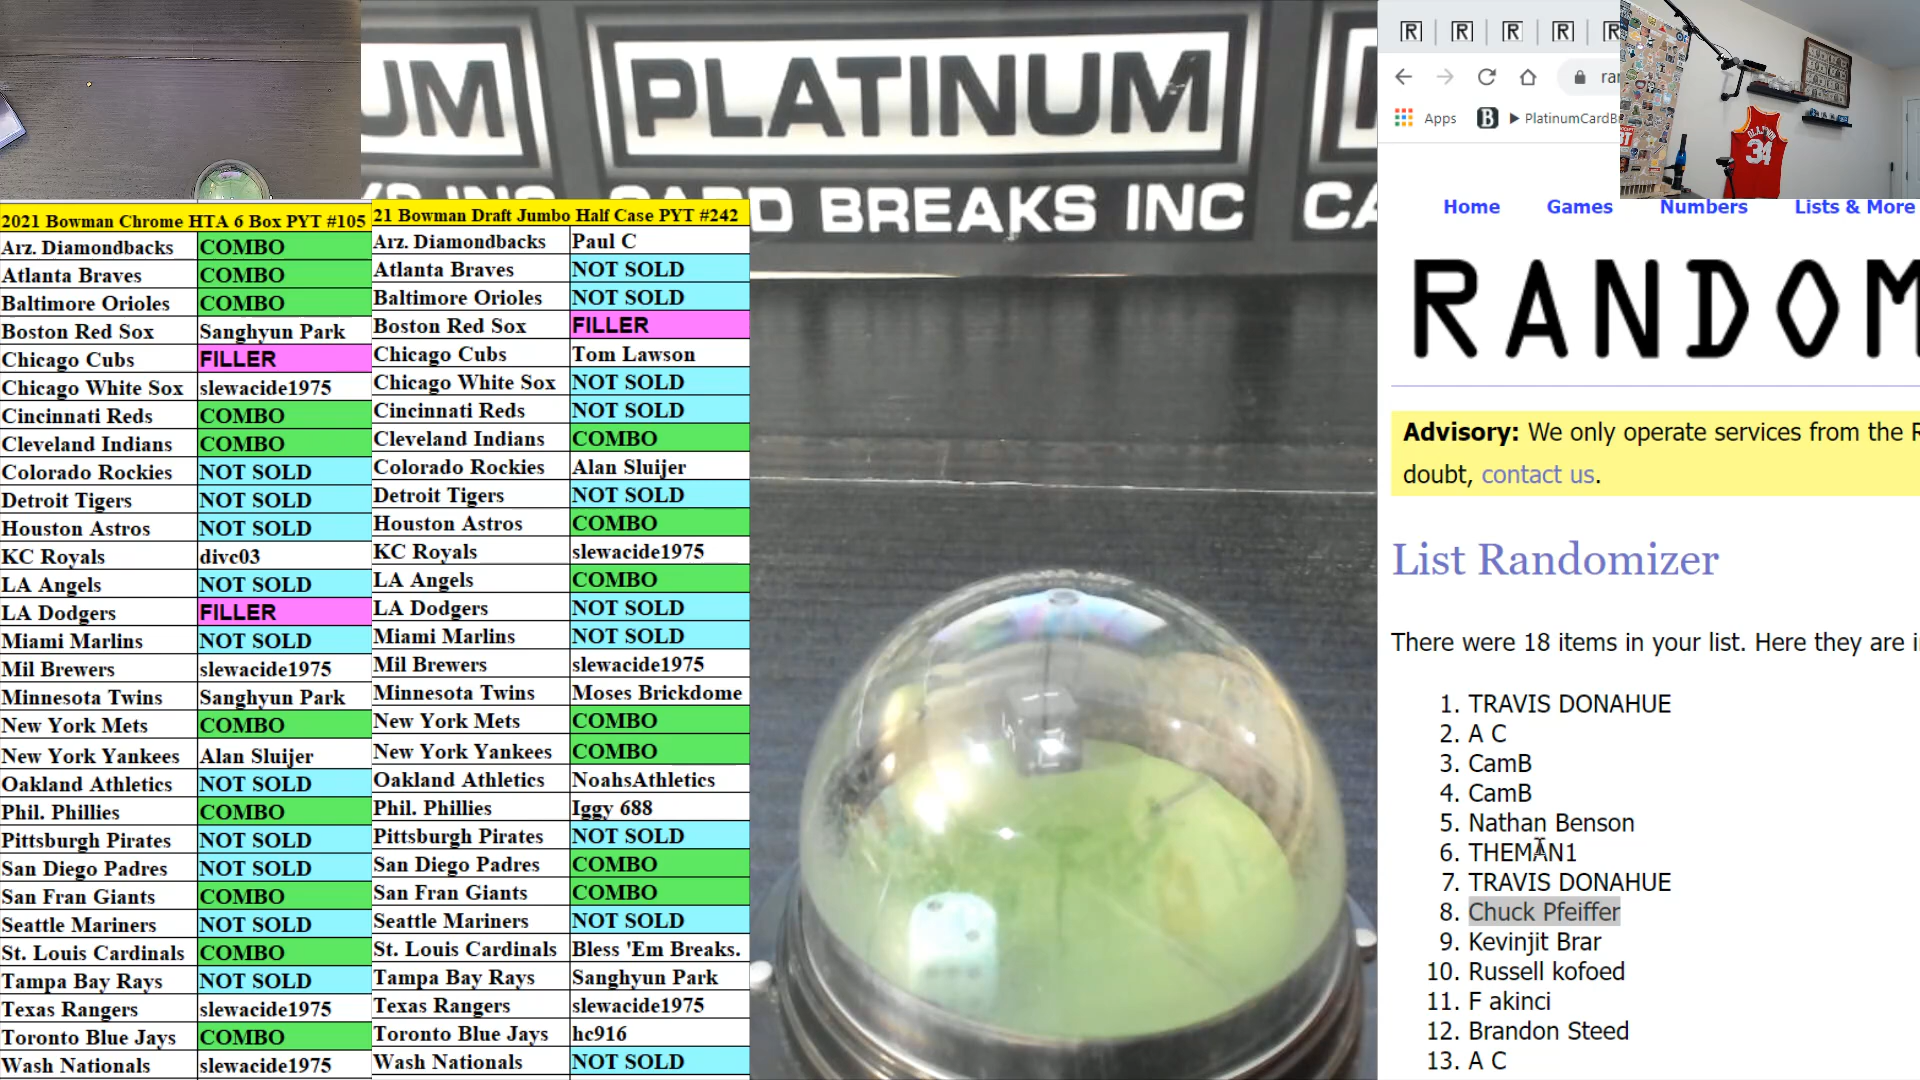 UM PLATINUM
CARD BREAKS INC CA
2021 Bowman Chrome HTA 6 Box PYT #105
Arz. Diamondbacks COMBO
Atlanta Braves COMBO
Baltimore Orioles COMBO
Boston Red Sox Sanghyun Park
Chicago Cubs FILLER
Chicago White Sox slewacide1975
Cincinnati Reds COMBO
Cleveland Indians COMBO
Colorado Rockies NOT SOLD
Detroit Tigers NOT SOLD
Houston Astros NOT SOLD
KC Royals divc03
LA Angels NOT SOLD
LA Dodgers FILLER
Miami Marlins NOT SOLD
Mil Brewers slewacide1975
Minnesota Twins Sanghyun Park
New York Mets COMBO
New York Yankees Alan Sluijer
Oakland Athletics NOT SOLD
Phil. Phillies COMBO
Pittsburgh Pirates NOT SOLD
San Diego Padres NOT SOLD
San Fran Giants COMBO
Seattle Mariners NOT SOLD
St. Louis Cardinals COMBO
Tampa Bay Rays NOT SOLD
Texas Rangers slewacide1975
Toronto Blue Jays COMBO
Wash Nationals slewacide1975
21 Bowman Draft Jumbo Half Case PYT #242
Arz. Diamondbacks Paul C
Atlanta Braves NOT SOLD
Baltimore Orioles NOT SOLD
Boston Red Sox FILLER
Chicago Cubs Tom Lawson
Chicago White Sox NOT SOLD
Cincinnati Reds NOT SOLD
Cleveland Indians COMBO
Colorado Rockies Alan Sluijer
Detroit Tigers NOT SOLD
Houston Astros COMBO
KC Royals slewacide1975
LA Angels COMBO
LA Dodgers NOT SOLD
Miami Marlins NOT SOLD
Mil Brewers slewacide1975
Minnesota Twins Moses Brickdome
New York Mets COMBO
New York Yankees COMBO
Oakland Athletics NoahsAthletics
Phil. Phillies Iggy 688
Pittsburgh Pirates NOT SOLD
San Diego Padres COMBO
San Fran Giants COMBO
Seattle Mariners NOT SOLD
St. Louis Cardinals Bless 'Em Breaks.
Tampa Bay Rays Sanghyun Park
Texas Rangers slewacide1975
Toronto Blue Jays hc916
Wash Nationals NOT SOLD
R R R R R
ra
Apps B PlatinumCardB
34
Home Games Numbers Lists & More
RANDOM
Advisory: We only operate services from the R
doubt, contact us.
List Randomizer
There were 18 items in your list. Here they are i
1. TRAVIS DONAHUE
2. A C
3. CamB
4. CamB
5. Nathan Benson
6. THEMAN1
7. TRAVIS DONAHUE
8. Chuck Pfeiffer
9. Kevinjit Brar
10. Russell kofoed
11. F akinci
12. Brandon Steed
13. A C